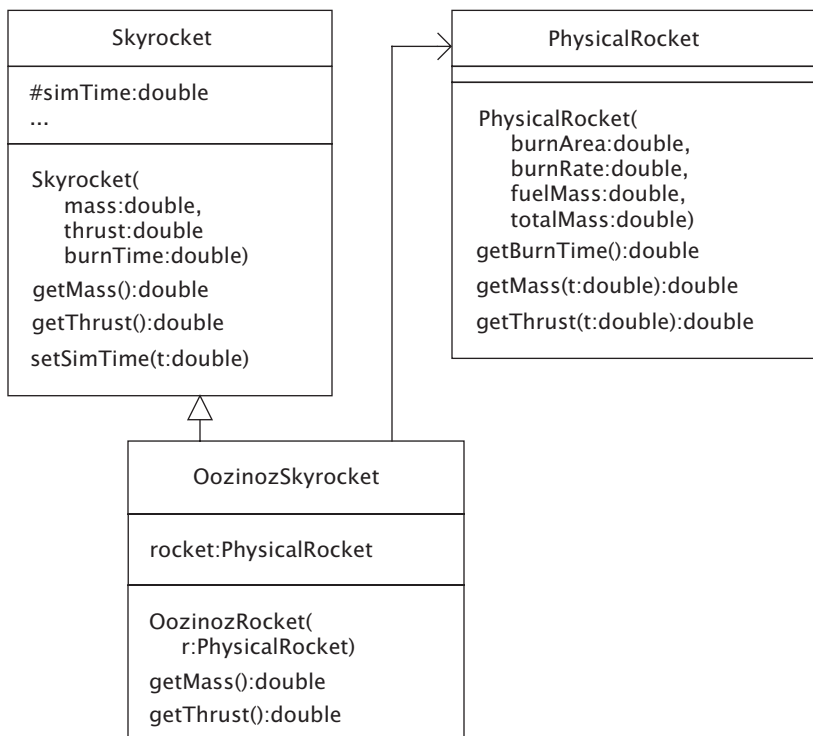 Skyrocket
#simTime:double
...
Skyrocket(
mass:double,
thrust:double
burnTime:double)
getMass():double
getThrust():double
setSimTime(t:double)
PhysicalRocket
PhysicalRocket(
burnArea:double,
burnRate:double,
fuelMass:double,
totalMass:double)
getBurnTime():double
getMass(t:double):double
getThrust(t:double):double
OozinozSkyrocket
rocket:PhysicalRocket
OozinozRocket(
r:PhysicalRocket)
getMass():double
getThrust():double